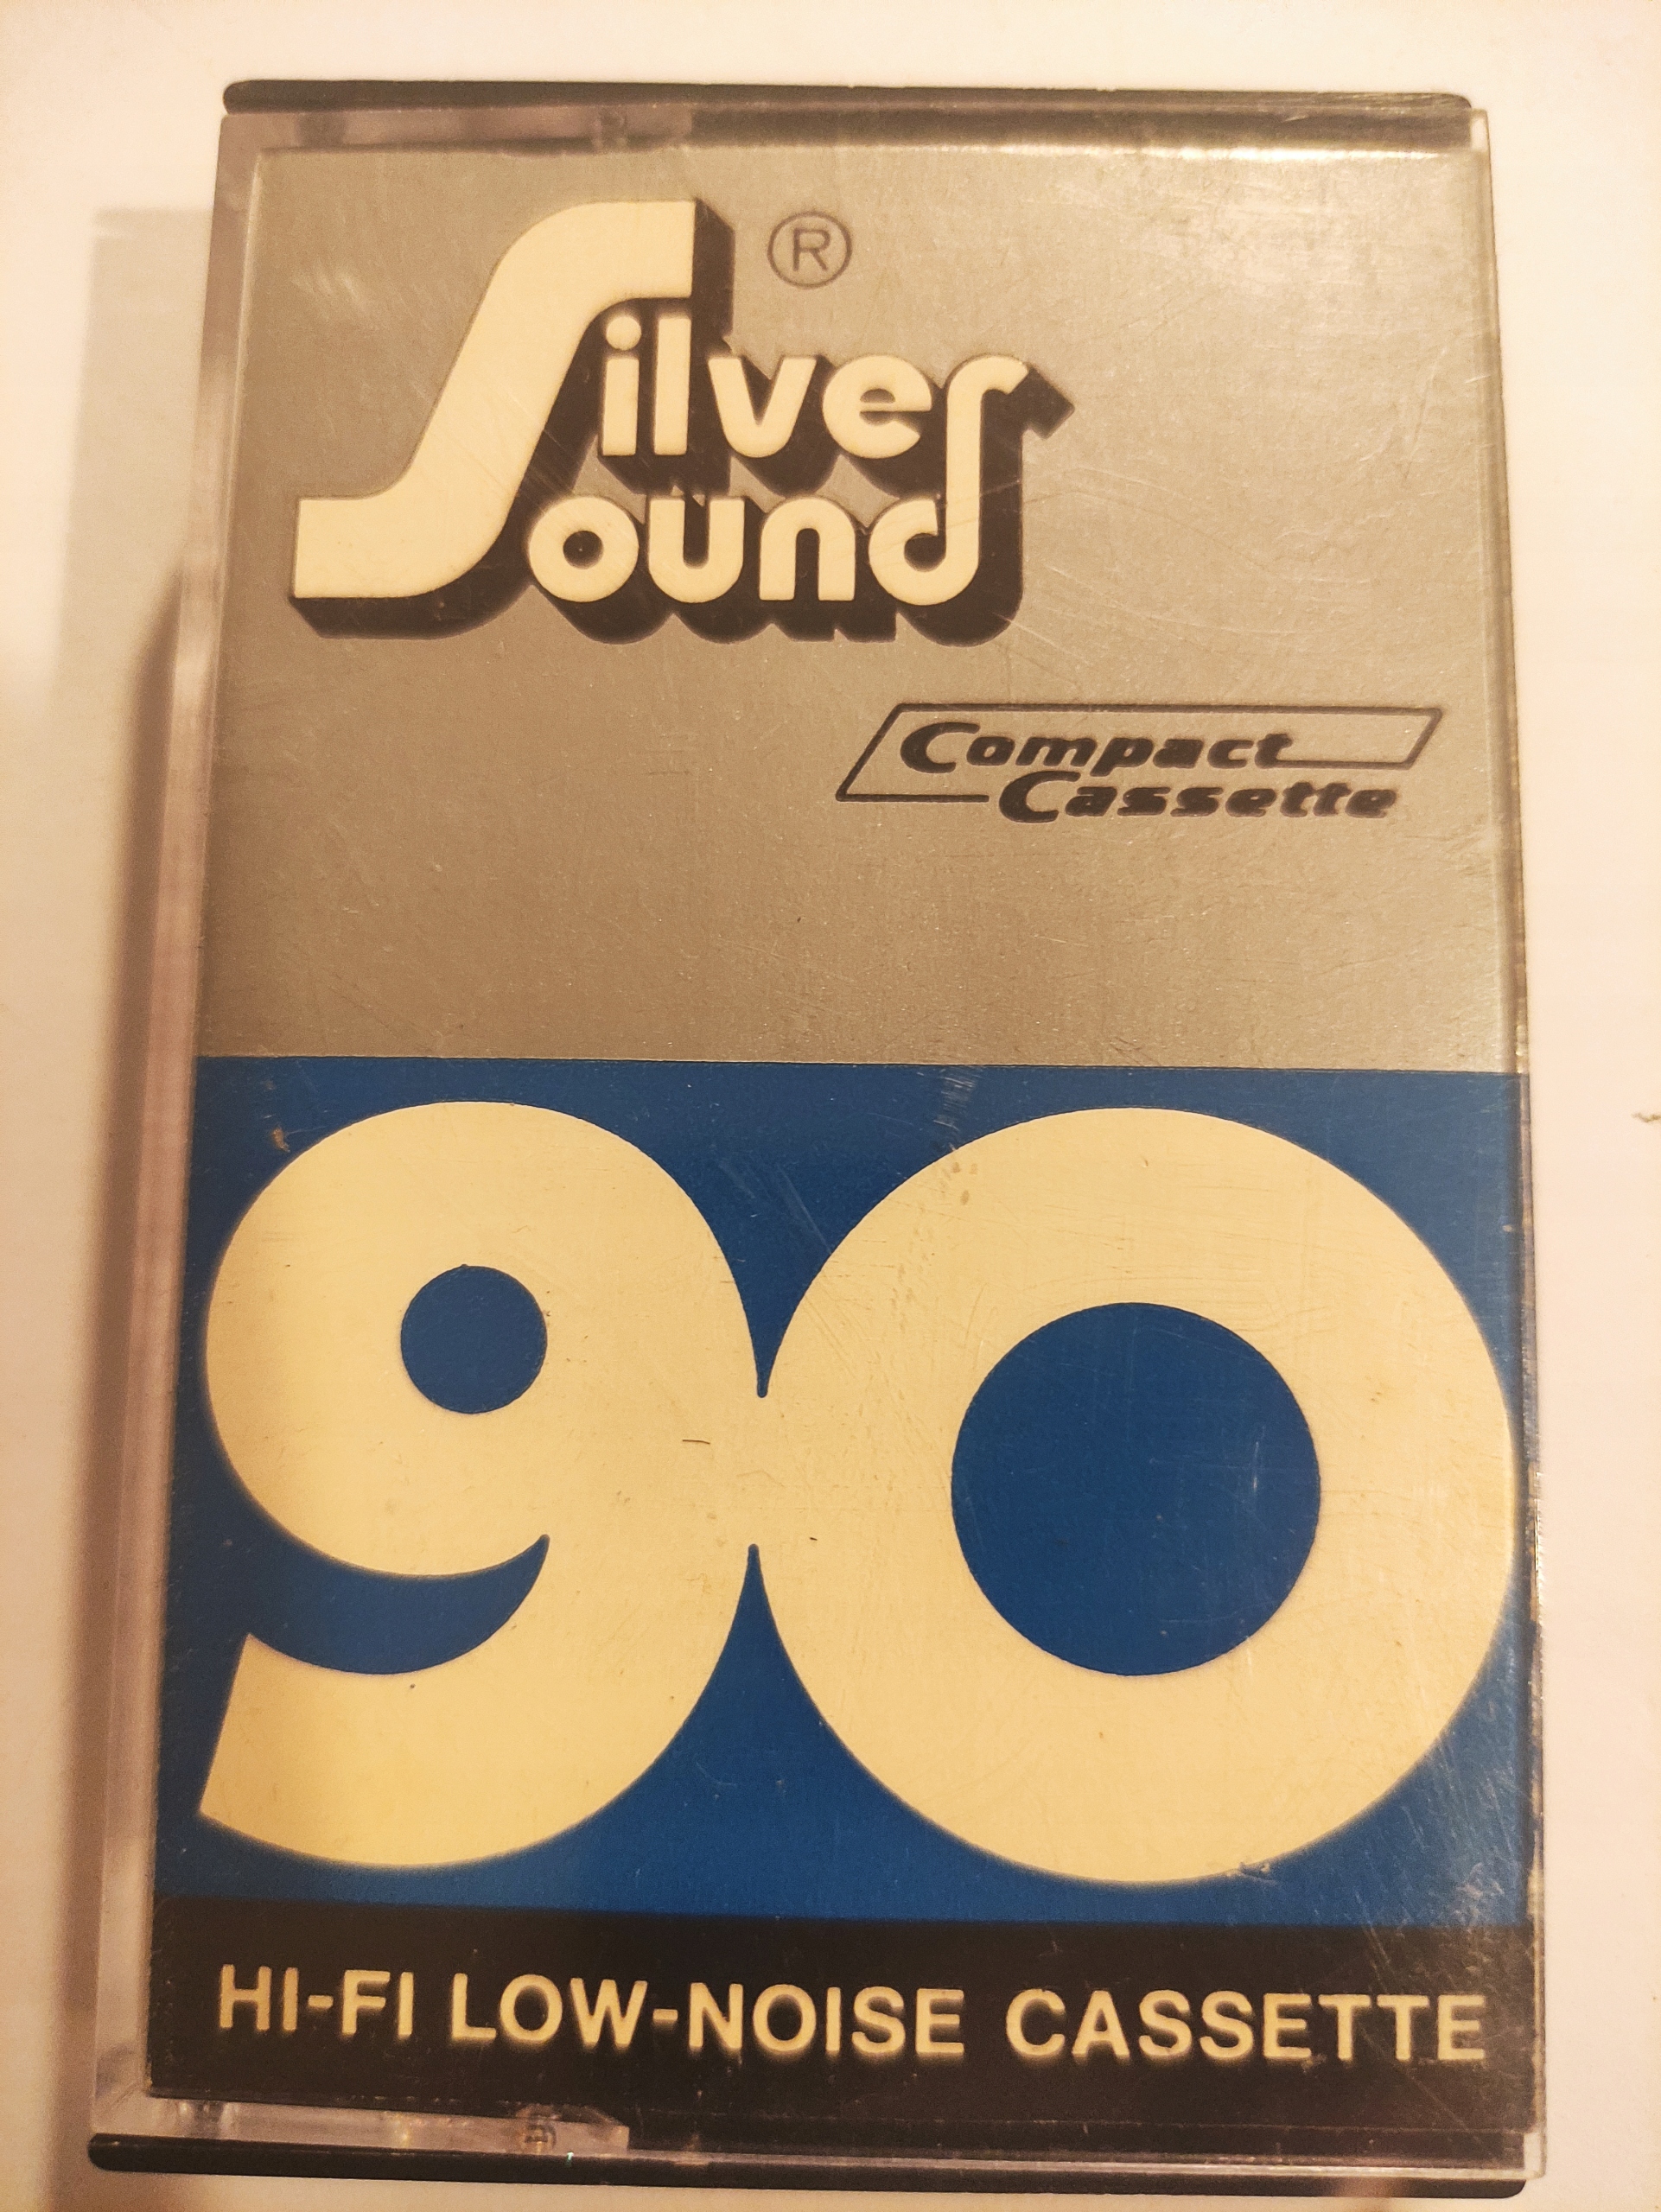 Silver ®
Sound
Compact
Cassette
90
HI-FI LOW-NOISE CASSETTE